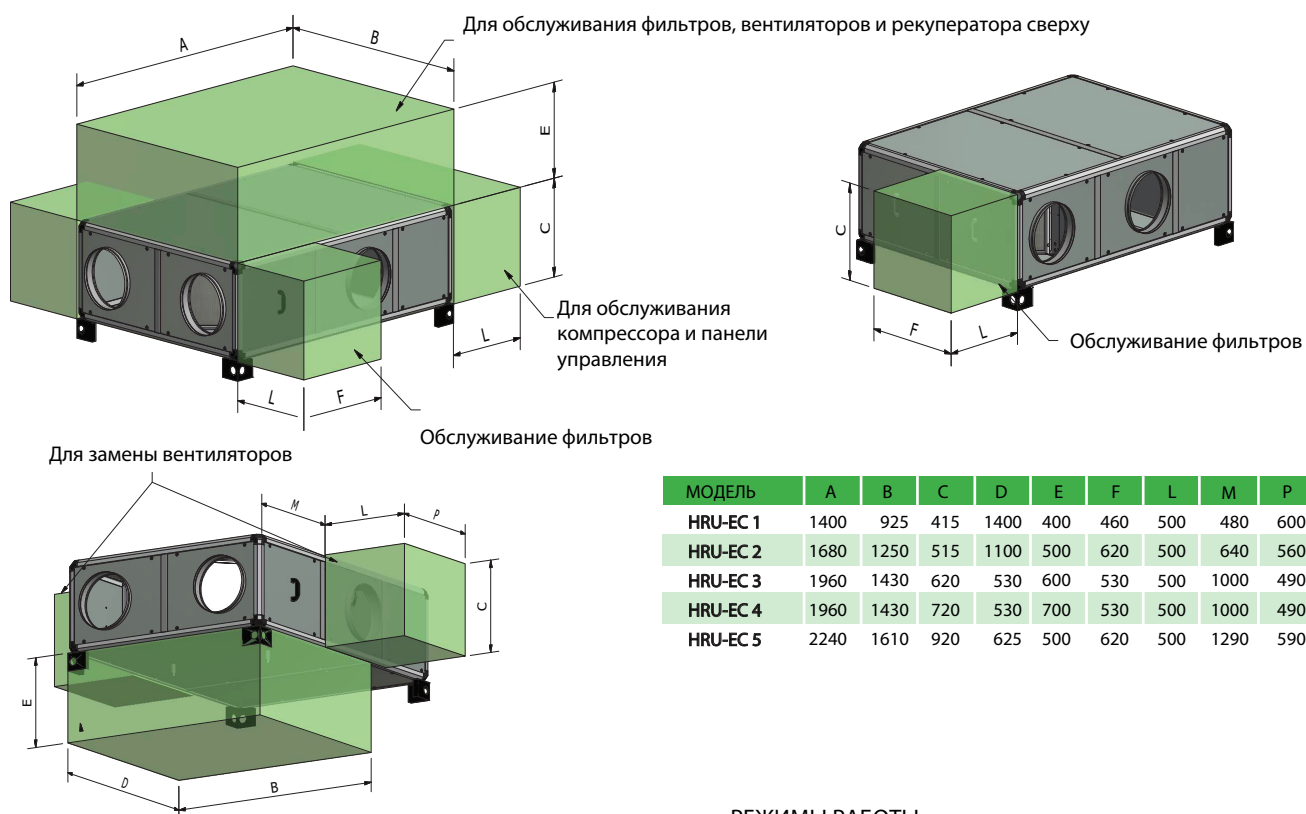 Для обслуживания фильтров, вентиляторов и рекуператора сверху
A
B
E
C
L
Для обслуживания
компрессора и панели
управления
L
F
Обслуживание фильтров
C
F
L
Обслуживание фильтров
Для замены вентиляторов
M
L
P
C
E
D
B
МОДЕЛЬ A B C D E F L M P
HRU-EC 1 1400 925 415 1400 400 460 500 480 600
HRU-EC 2 1680 1250 515 1100 500 620 500 640 560
HRU-EC 3 1960 1430 620 530 600 530 500 1000 490
HRU-EC 4 1960 1430 720 530 700 530 500 1000 490
HRU-EC 5 2240 1610 920 625 500 620 500 1290 590
РЕЖИМЫ РАБОТЫ